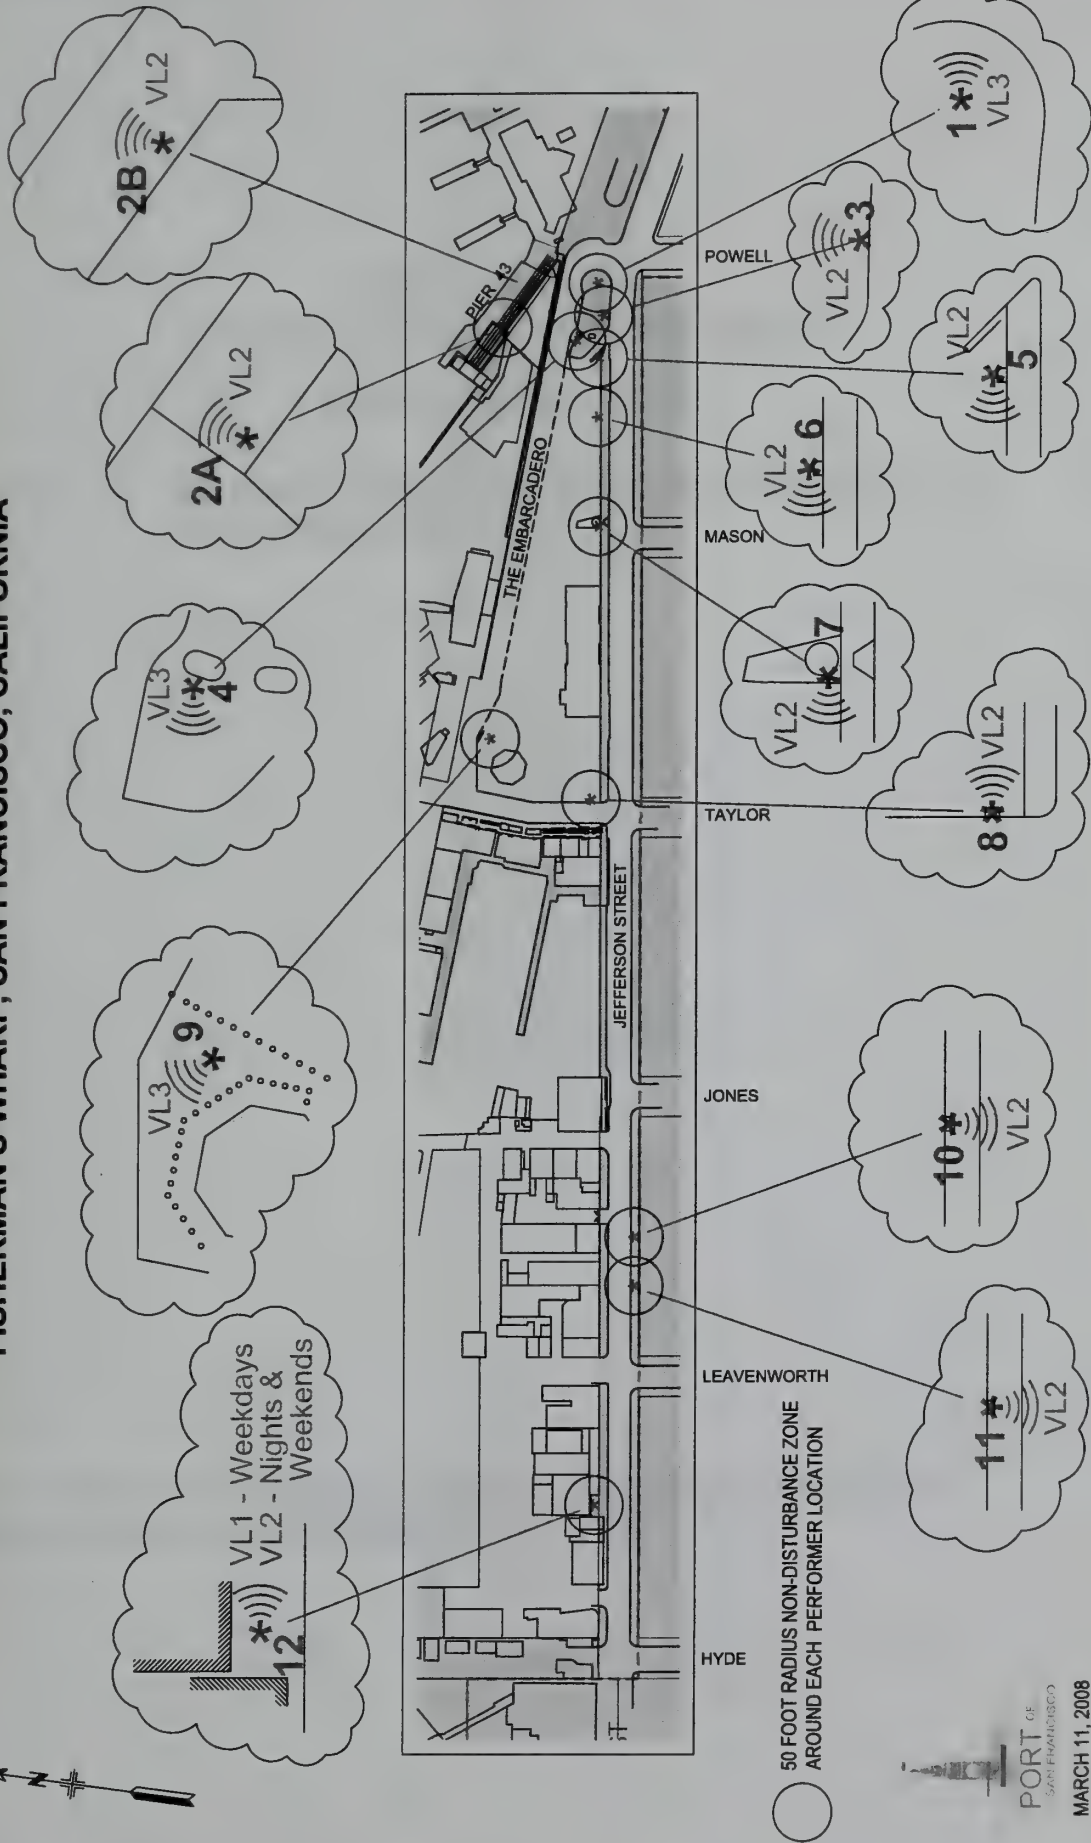 FISHERMAN'S WHARF, SAN FRANCISCO, CALIFORNIA
N
12
VL1 - Weekdays
VL2 - Nights &
Weekends
VL3
9
VL3
4
2A
VL2
2B
VL2
PIER 43
THE EMBARCADERO
JEFFERSON STREET
HYDE
LEAVENWORTH
JONES
TAYLOR
MASON
POWELL
11
VL2
10
VL2
8
VL2
VL2
7
VL2
6
VL2
5
VL2
3
1
VL3
50 FOOT RADIUS NON-DISTURBANCE ZONE
AROUND EACH PERFORMER LOCATION
PORT OF
SAN FRANCISCO
MARCH 11, 2008